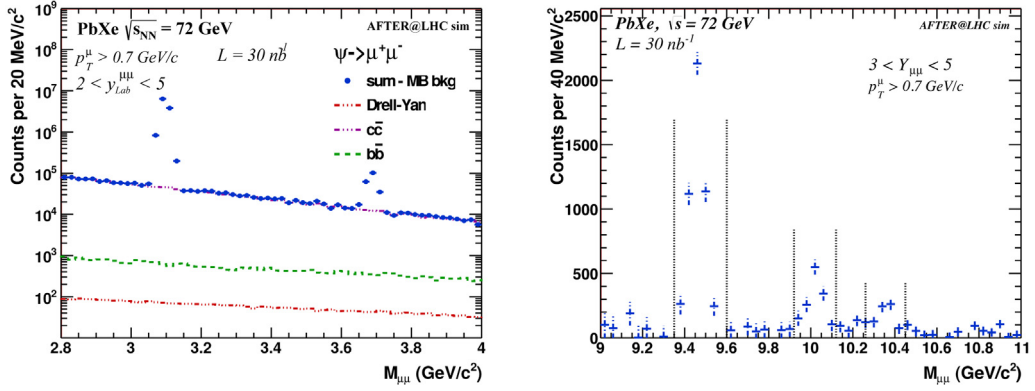 PbXe √sNN = 72 GeV
AFTER@LHC sim
p_T^μ > 0.7 GeV/c
L = 30 nb^-1
2 < y_Lab^μμ < 5
ψ->μ⁺μ⁻
sum - MB bkg
Drell-Yan
cc̄
bb̄
Counts per 20 MeV/c²
10⁹
10⁸
10⁷
10⁶
10⁵
10⁴
10³
10²
2.8 3 3.2 3.4 3.6 3.8 4
M_μμ (GeV/c²)
PbXe, √s = 72 GeV
AFTER@LHC sim
L = 30 nb⁻¹
3 < Y_μμ < 5
p_T^μ > 0.7 GeV/c
Counts per 40 MeV/c²
2500
2000
1500
1000
500
0
9 9.2 9.4 9.6 9.8 10 10.2 10.4 10.6 10.8 11
M_μμ (GeV/c²)